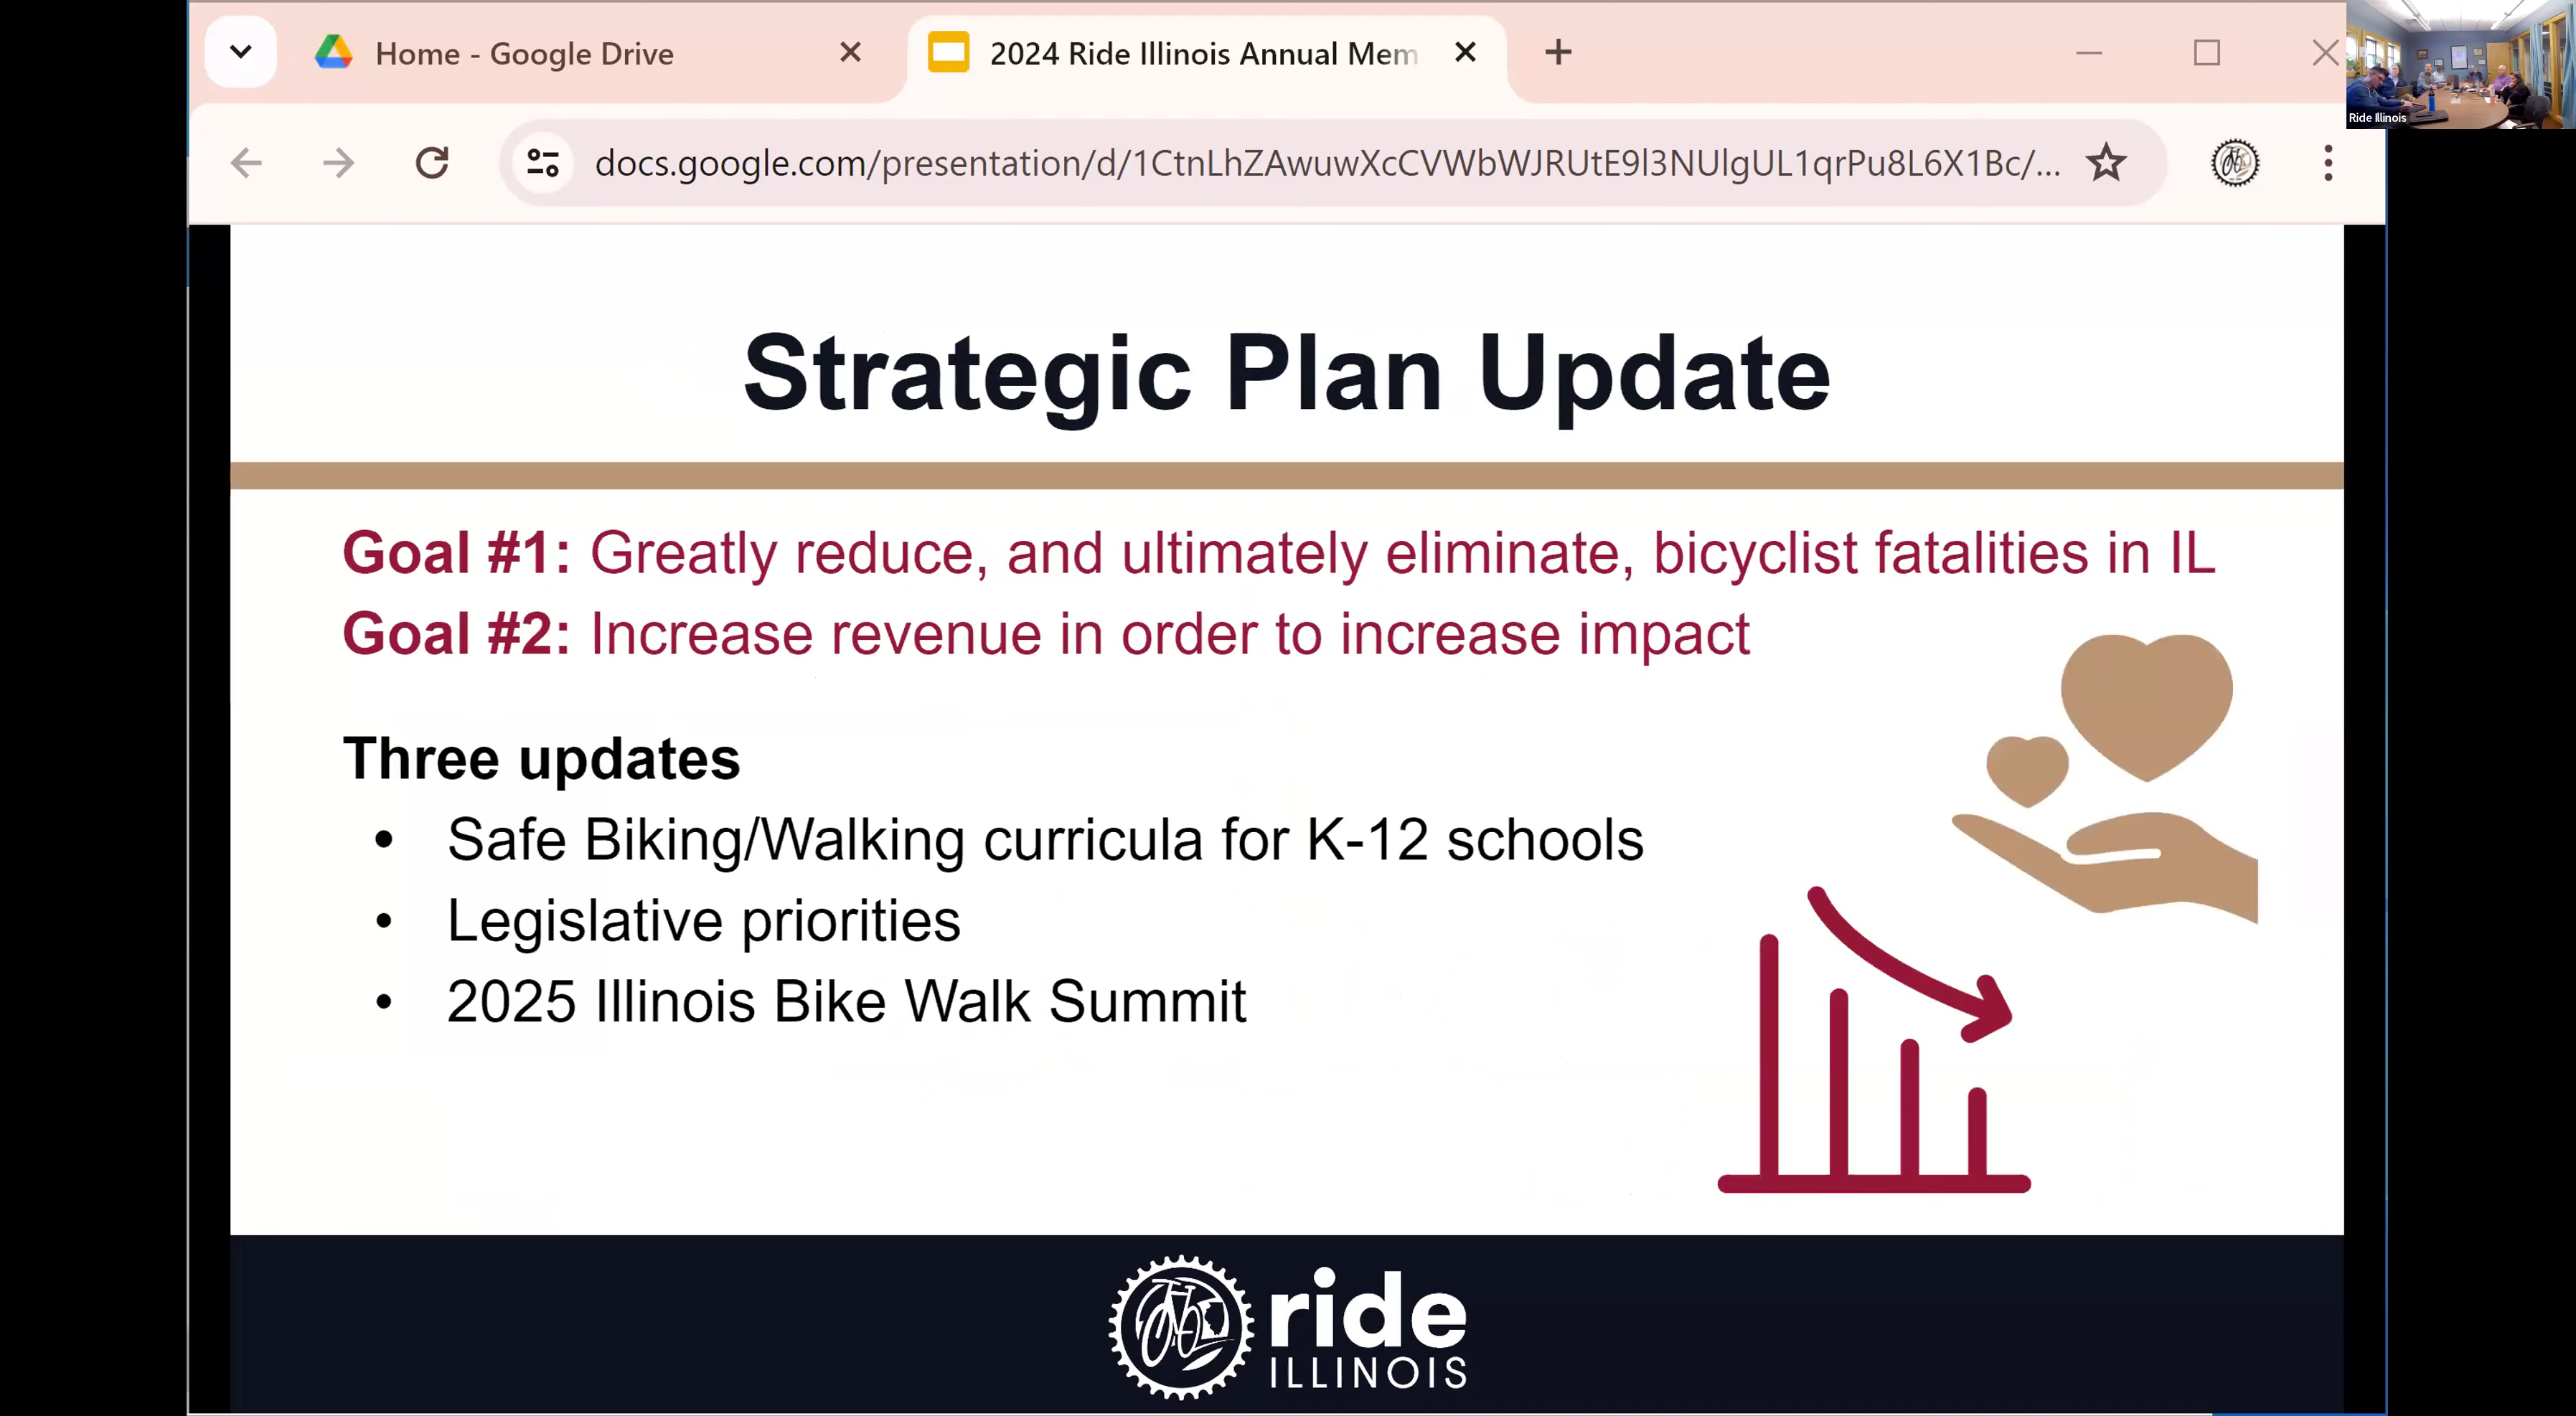 Home - Google Drive
2024 Ride Illinois Annual Mem
docs.google.com/presentation/d/1CtnLhZAwuwXcCVWbWJRUtE9l3NUlgUL1qrPu8L6X1Bc/...
Ride Illinois
Strategic Plan Update
Goal #1: Greatly reduce, and ultimately eliminate, bicyclist fatalities in IL
Goal #2: Increase revenue in order to increase impact
Three updates
• Safe Biking/Walking curricula for K-12 schools
• Legislative priorities
• 2025 Illinois Bike Walk Summit
ride
ILLINOIS